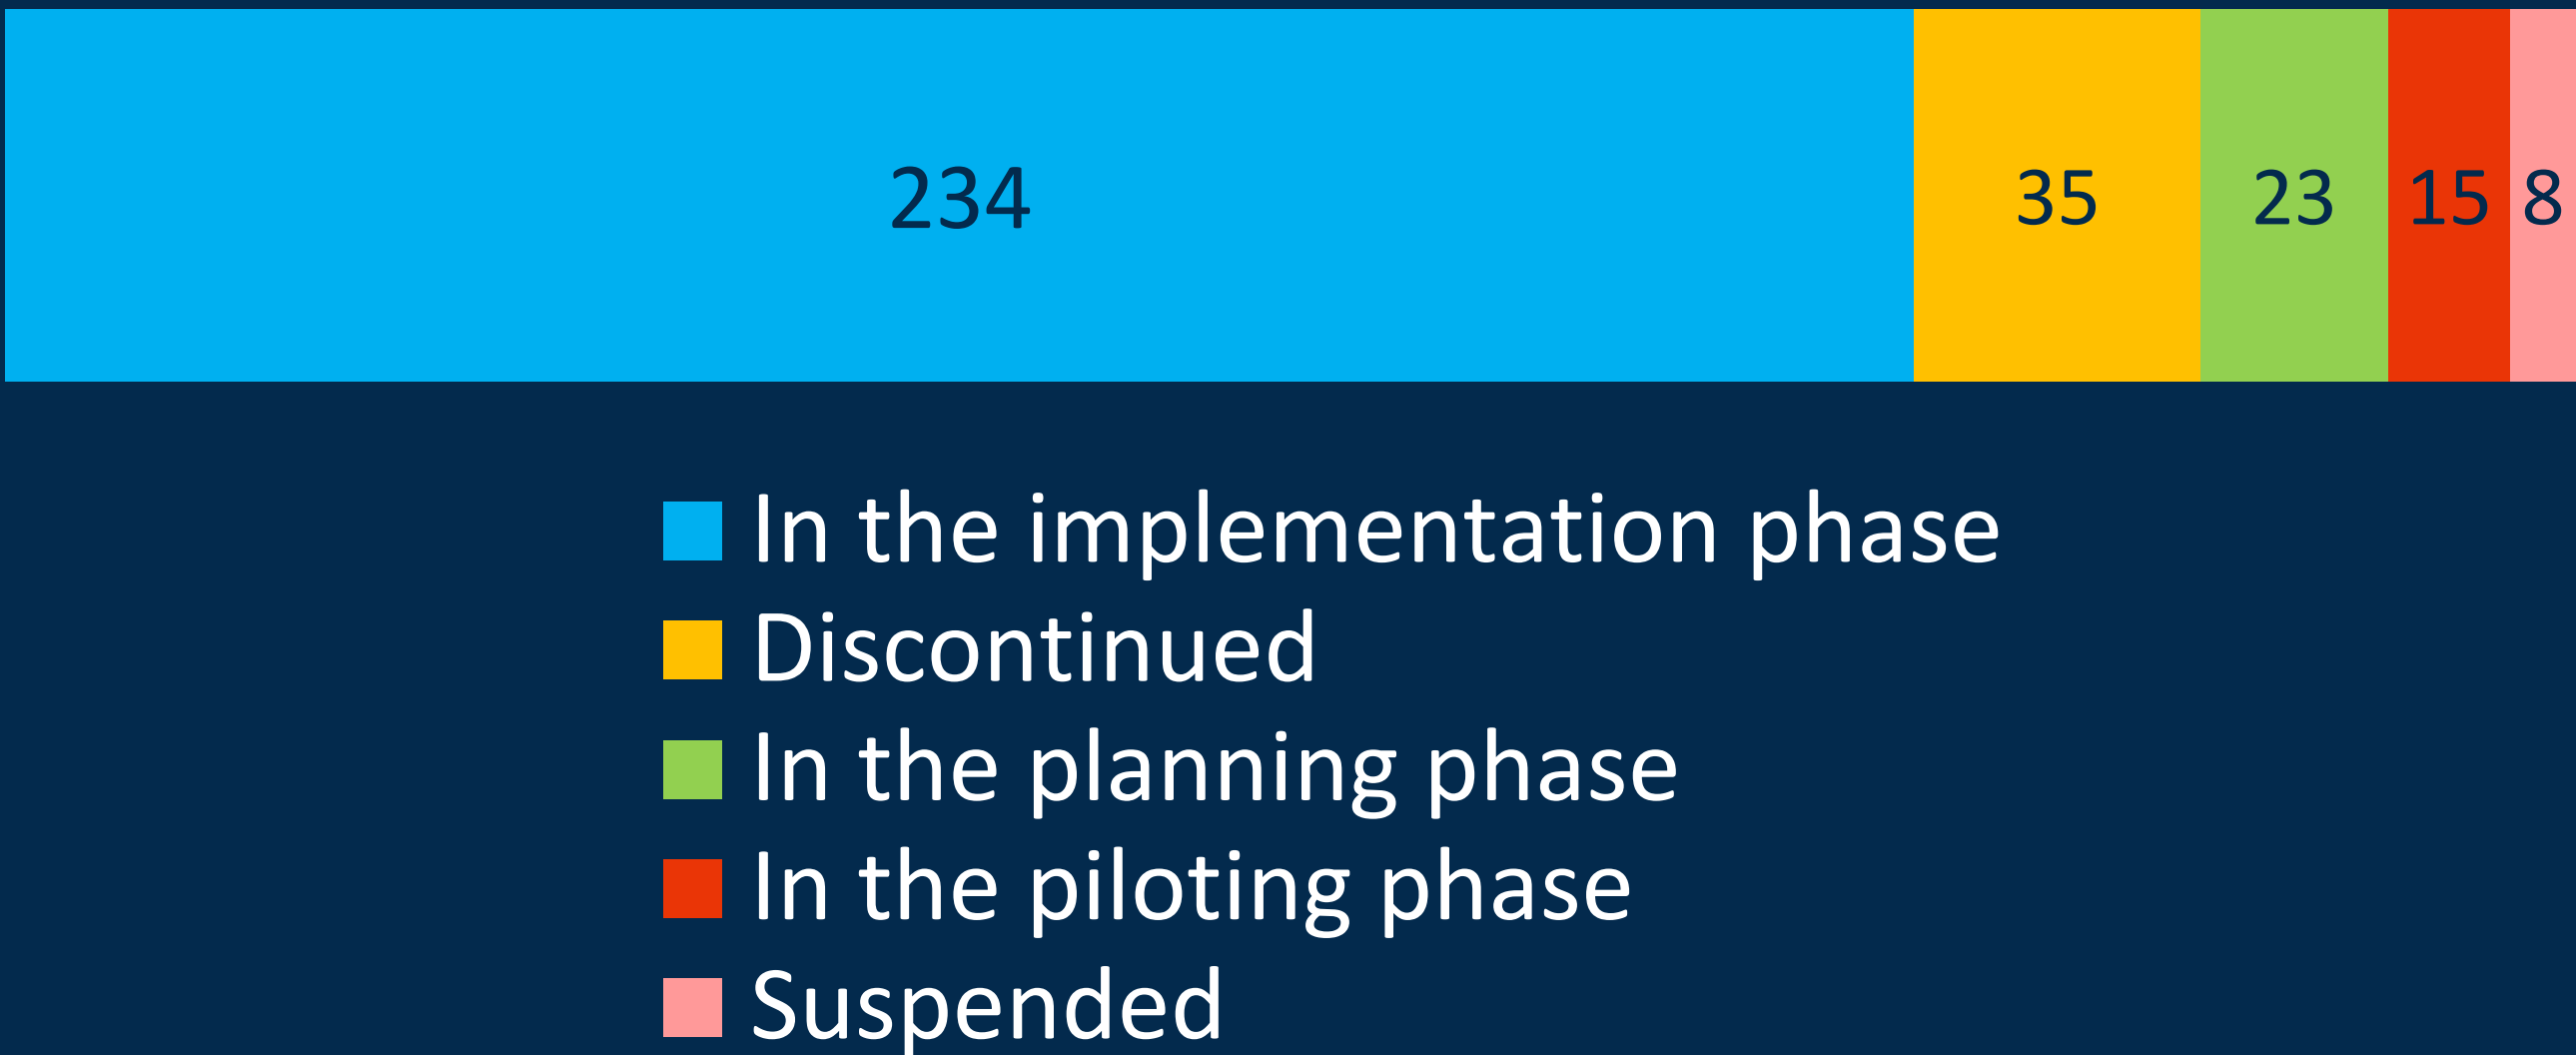 234 35 23 15 8
In the implementation phase
Discontinued
In the planning phase
In the piloting phase
Suspended